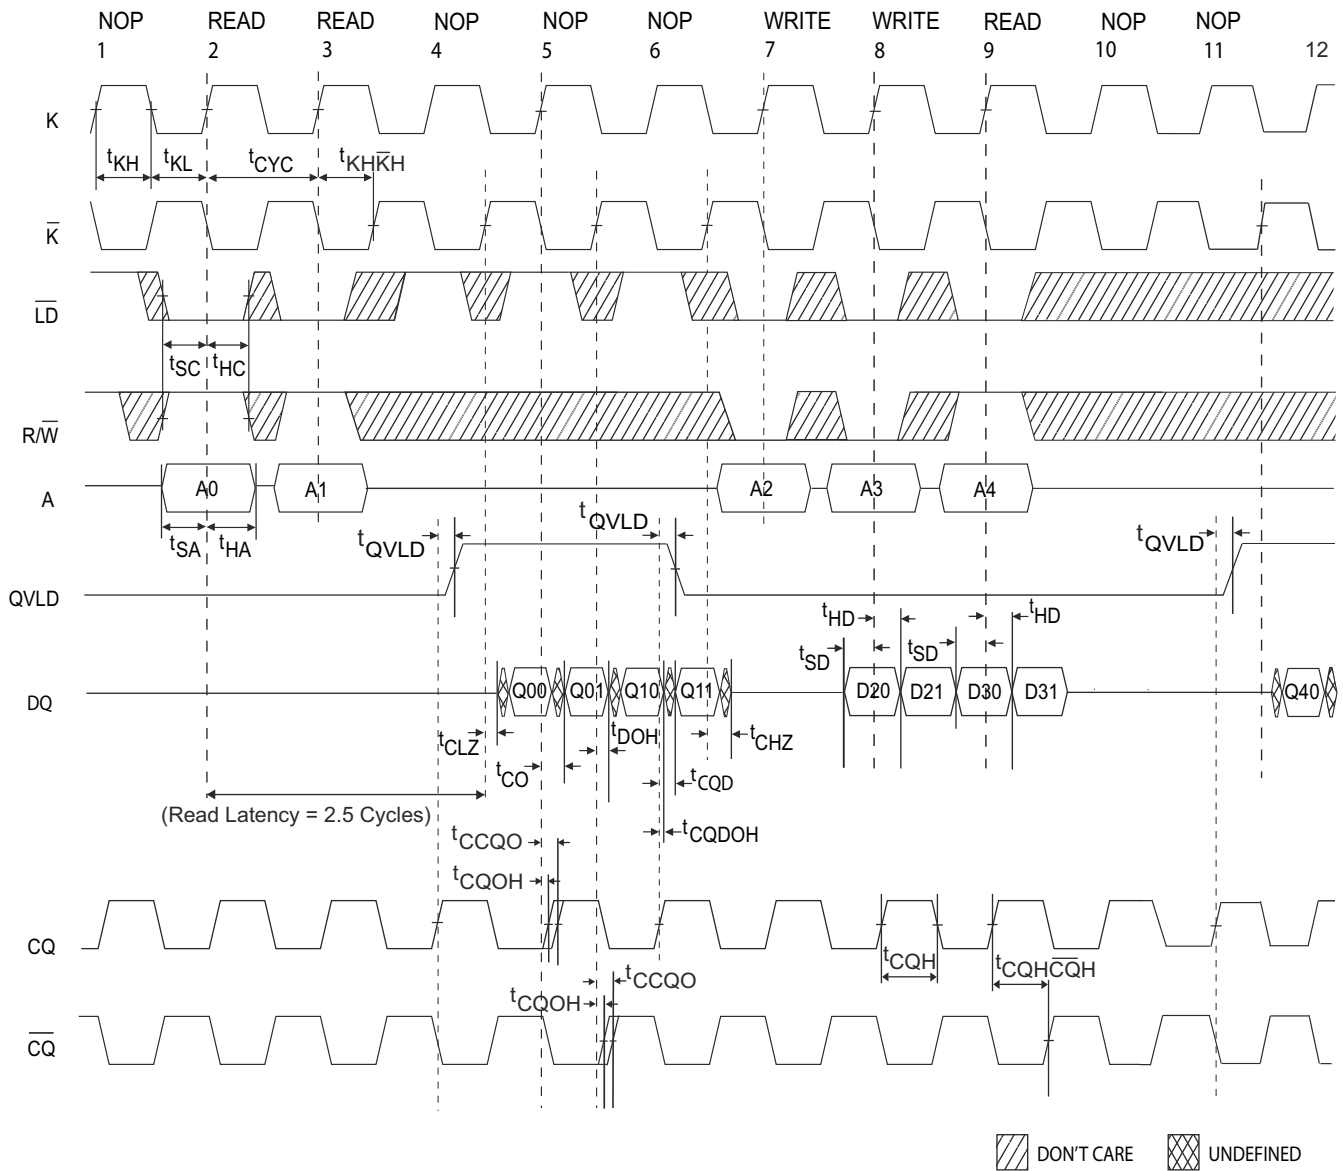 NOP READ READ NOP NOP NOP WRITE WRITE READ NOP NOP
1 2 3 4 5 6 7 8 9 10 11 12
K
tKH tKL tCYC tKHK̅H
K̅
L̅D̅
tSC tHC
R/W̅
A A0 A1 A2 A3 A4
tSA tHA tQVLD tQVLD tQVLD
QVLD
tHD tHD
tSD tSD
DQ Q00 Q01 Q10 Q11 D20 D21 D30 D31 Q40
tCLZ tDOH tCHZ
tCO tCQD
(Read Latency = 2.5 Cycles)
tCQDOH
tCCQO
tCQOH
CQ
tCQH tCQHC̅Q̅H
tCCQO
tCQOH
C̅Q̅
DON'T CARE UNDEFINED